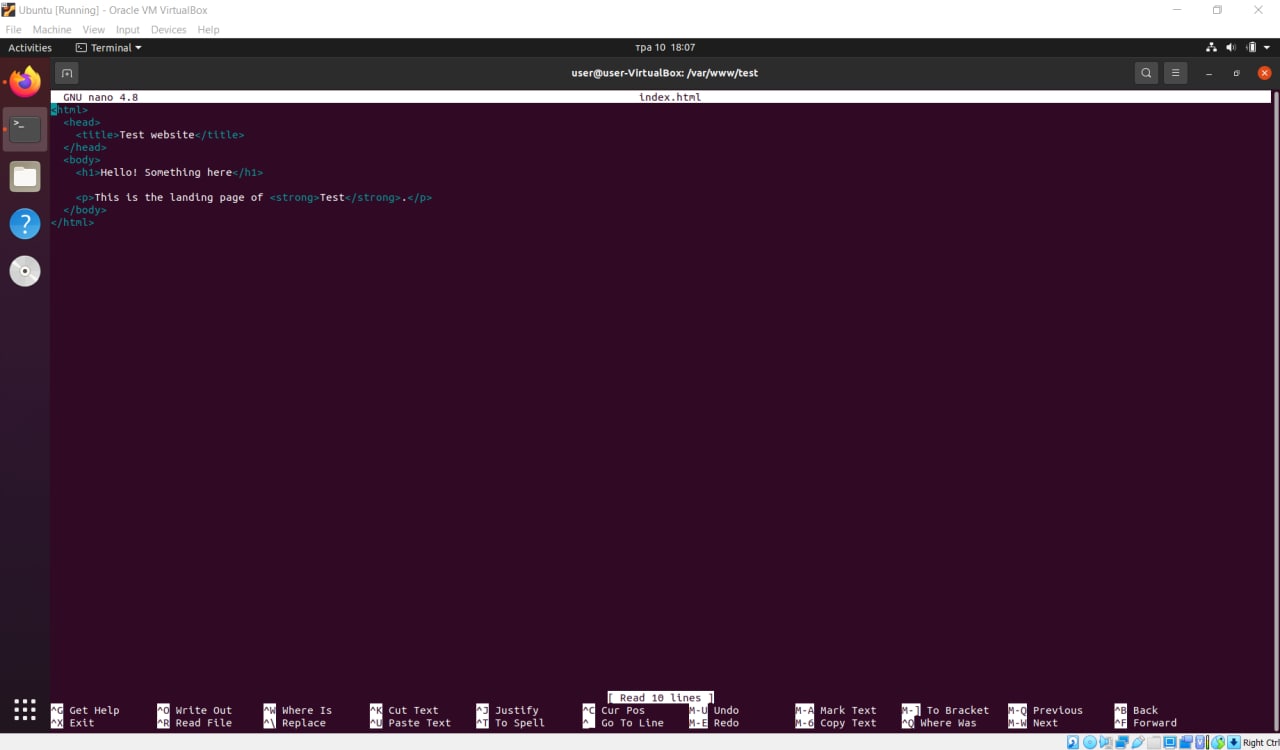 Ubuntu [Running] - Oracle VM VirtualBox
File Machine View Input Devices Help
Activities Terminal тра 10 18:07
user@user-VirtualBox: /var/www/test
GNU nano 4.8 index.html
<html>
<head>
<title>Test website</title>
</head>
<body>
<h1>Hello! Something here</h1>
<p>This is the landing page of <strong>Test</strong>.</p>
</body>
</html>
[ Read 10 lines ]
^G Get Help ^O Write Out ^W Where Is ^K Cut Text ^J Justify ^C Cur Pos M-U Undo M-A Mark Text M-] To Bracket M-Q Previous ^B Back
^X Exit ^R Read File ^\ Replace ^U Paste Text ^T To Spell ^_ Go To Line M-E Redo M-6 Copy Text ^Q Where Was M-W Next ^F Forward
Right Ctrl